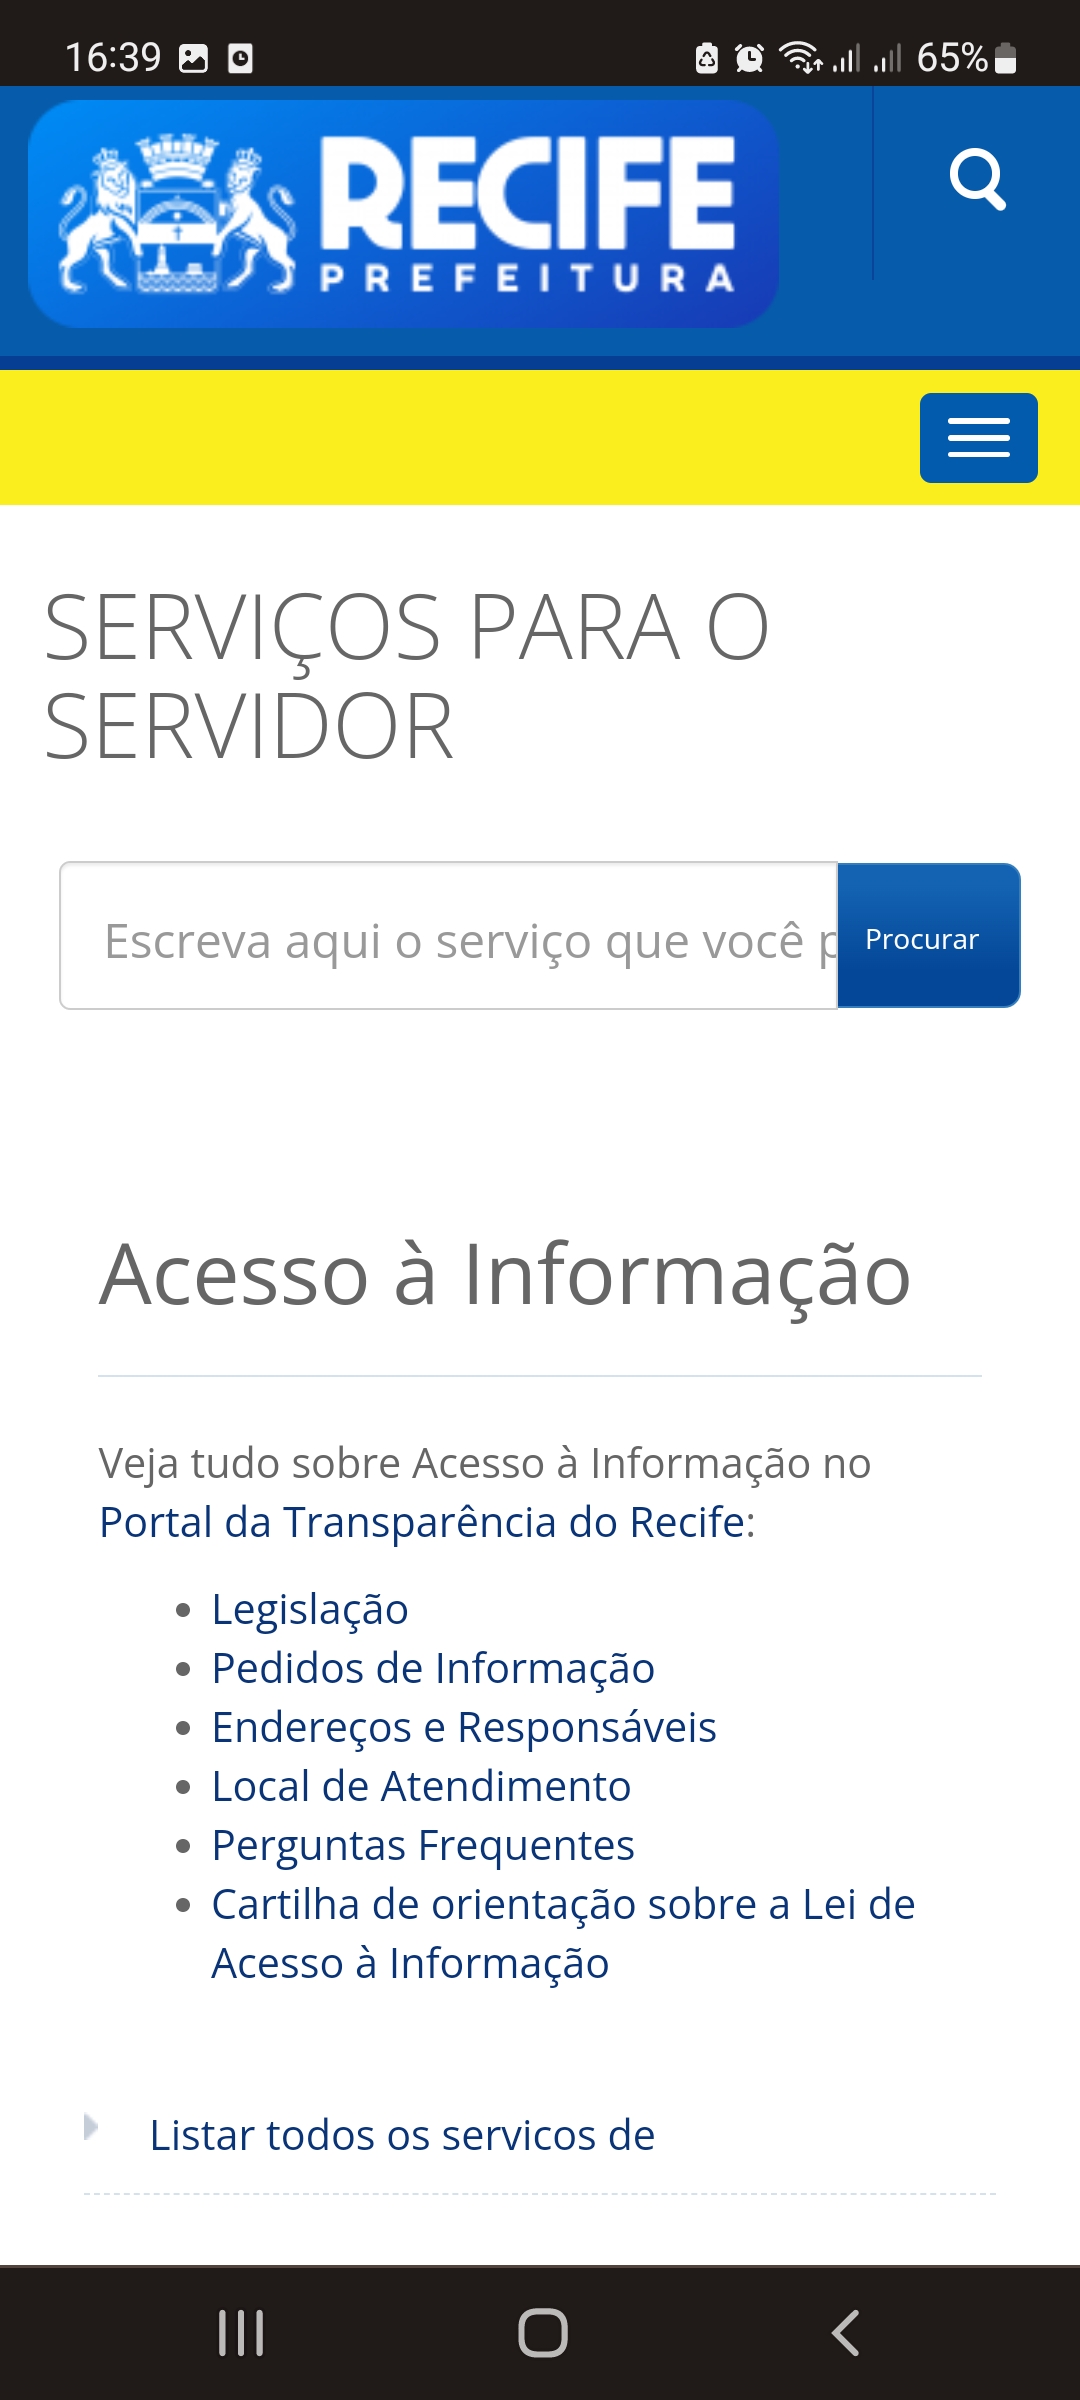 16:39 65%
RECIFE
PREFEITURA
SERVIÇOS PARA O
SERVIDOR
Escreva aqui o serviço que você p
Procurar
Acesso à Informação
Veja tudo sobre Acesso à Informação no
Portal da Transparência do Recife:
• Legislação
• Pedidos de Informação
• Endereços e Responsáveis
• Local de Atendimento
• Perguntas Frequentes
• Cartilha de orientação sobre a Lei de
Acesso à Informação
Listar todos os servicos de